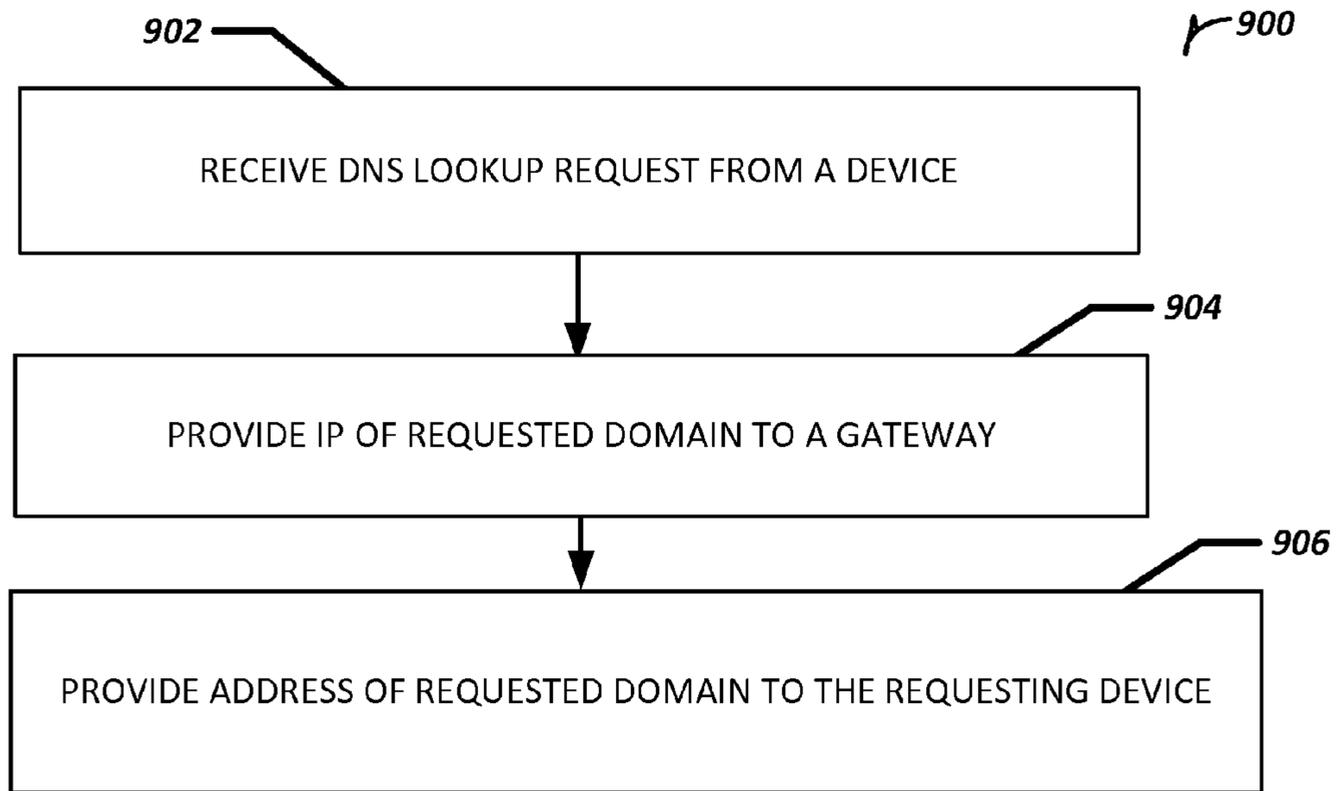 902
900
RECEIVE DNS LOOKUP REQUEST FROM A DEVICE
904
PROVIDE IP OF REQUESTED DOMAIN TO A GATEWAY
906
PROVIDE ADDRESS OF REQUESTED DOMAIN TO THE REQUESTING DEVICE